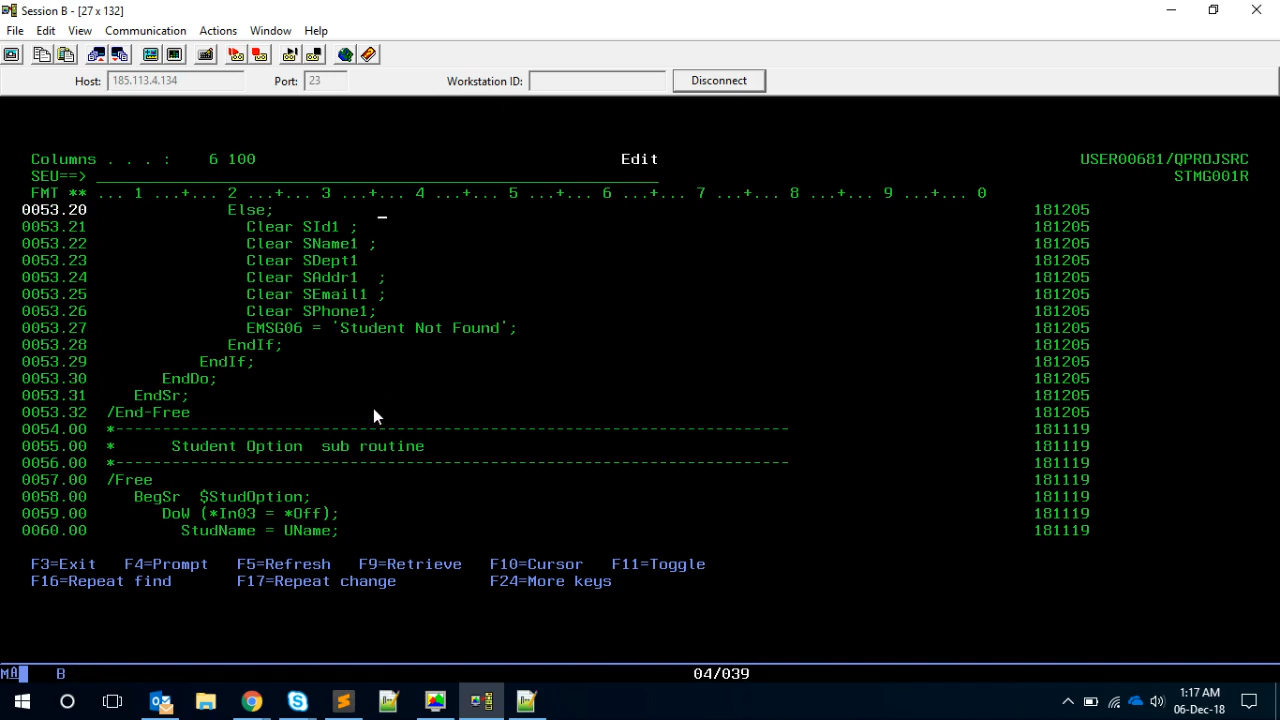 Session B - [27 x 132]
File Edit View Communication Actions Window Help
Host: 185.113.4.134 Port: 23 Workstation ID: Disconnect
Columns . . . : 6 100 Edit USER00681/QPROJSRC
SEU==> STMG001R
FMT ** ... 1 ...+... 2 ...+... 3 ...+... 4 ...+... 5 ...+... 6 ...+... 7 ...+... 8 ...+... 9 ...+... 0
0053.20 Else; 181205
0053.21 Clear SId1 ; 181205
0053.22 Clear SName1 ; 181205
0053.23 Clear SDept1 181205
0053.24 Clear SAddr1 ; 181205
0053.25 Clear SEmail1 ; 181205
0053.26 Clear SPhone1; 181205
0053.27 EMSG06 = 'Student Not Found'; 181205
0053.28 EndIf; 181205
0053.29 EndIf; 181205
0053.30 EndDo; 181205
0053.31 EndSr; 181205
0053.32 /End-Free 181205
0054.00 *------------------------------------------------------------------------ 181119
0055.00 * Student Option sub routine 181119
0056.00 *------------------------------------------------------------------------ 181119
0057.00 /Free 181119
0058.00 BegSr $StudOption; 181119
0059.00 DoW (*In03 = *Off); 181119
0060.00 StudName = UName; 181119
F3=Exit F4=Prompt F5=Refresh F9=Retrieve F10=Cursor F11=Toggle
F16=Repeat find F17=Repeat change F24=More keys
MA B 04/039
1:17 AM
06-Dec-18